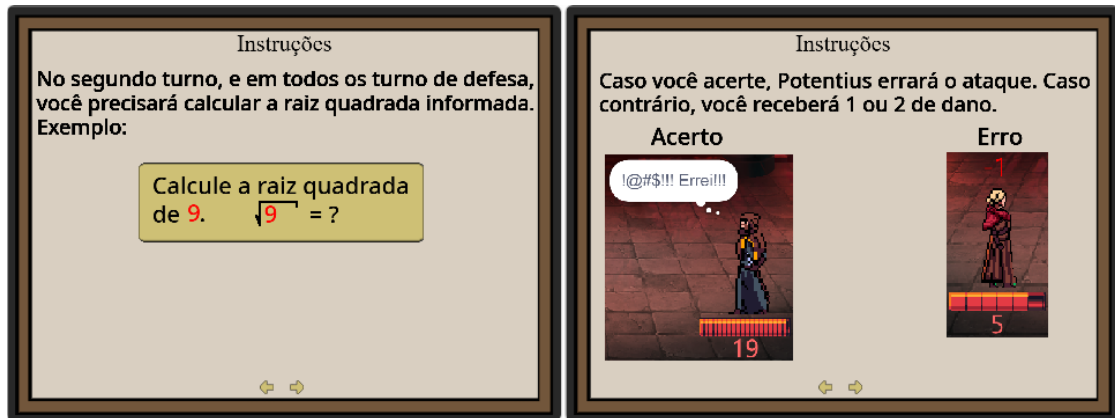 Instruções
No segundo turno, e em todos os turno de defesa,
você precisará calcular a raiz quadrada informada.
Exemplo:
Calcule a raiz quadrada
de 9. √9 = ?
Instruções
Caso você acerte, Potentius errará o ataque. Caso
contrário, você receberá 1 ou 2 de dano.
Acerto
Erro
!@#$!!! Errei!!!
1
19
5